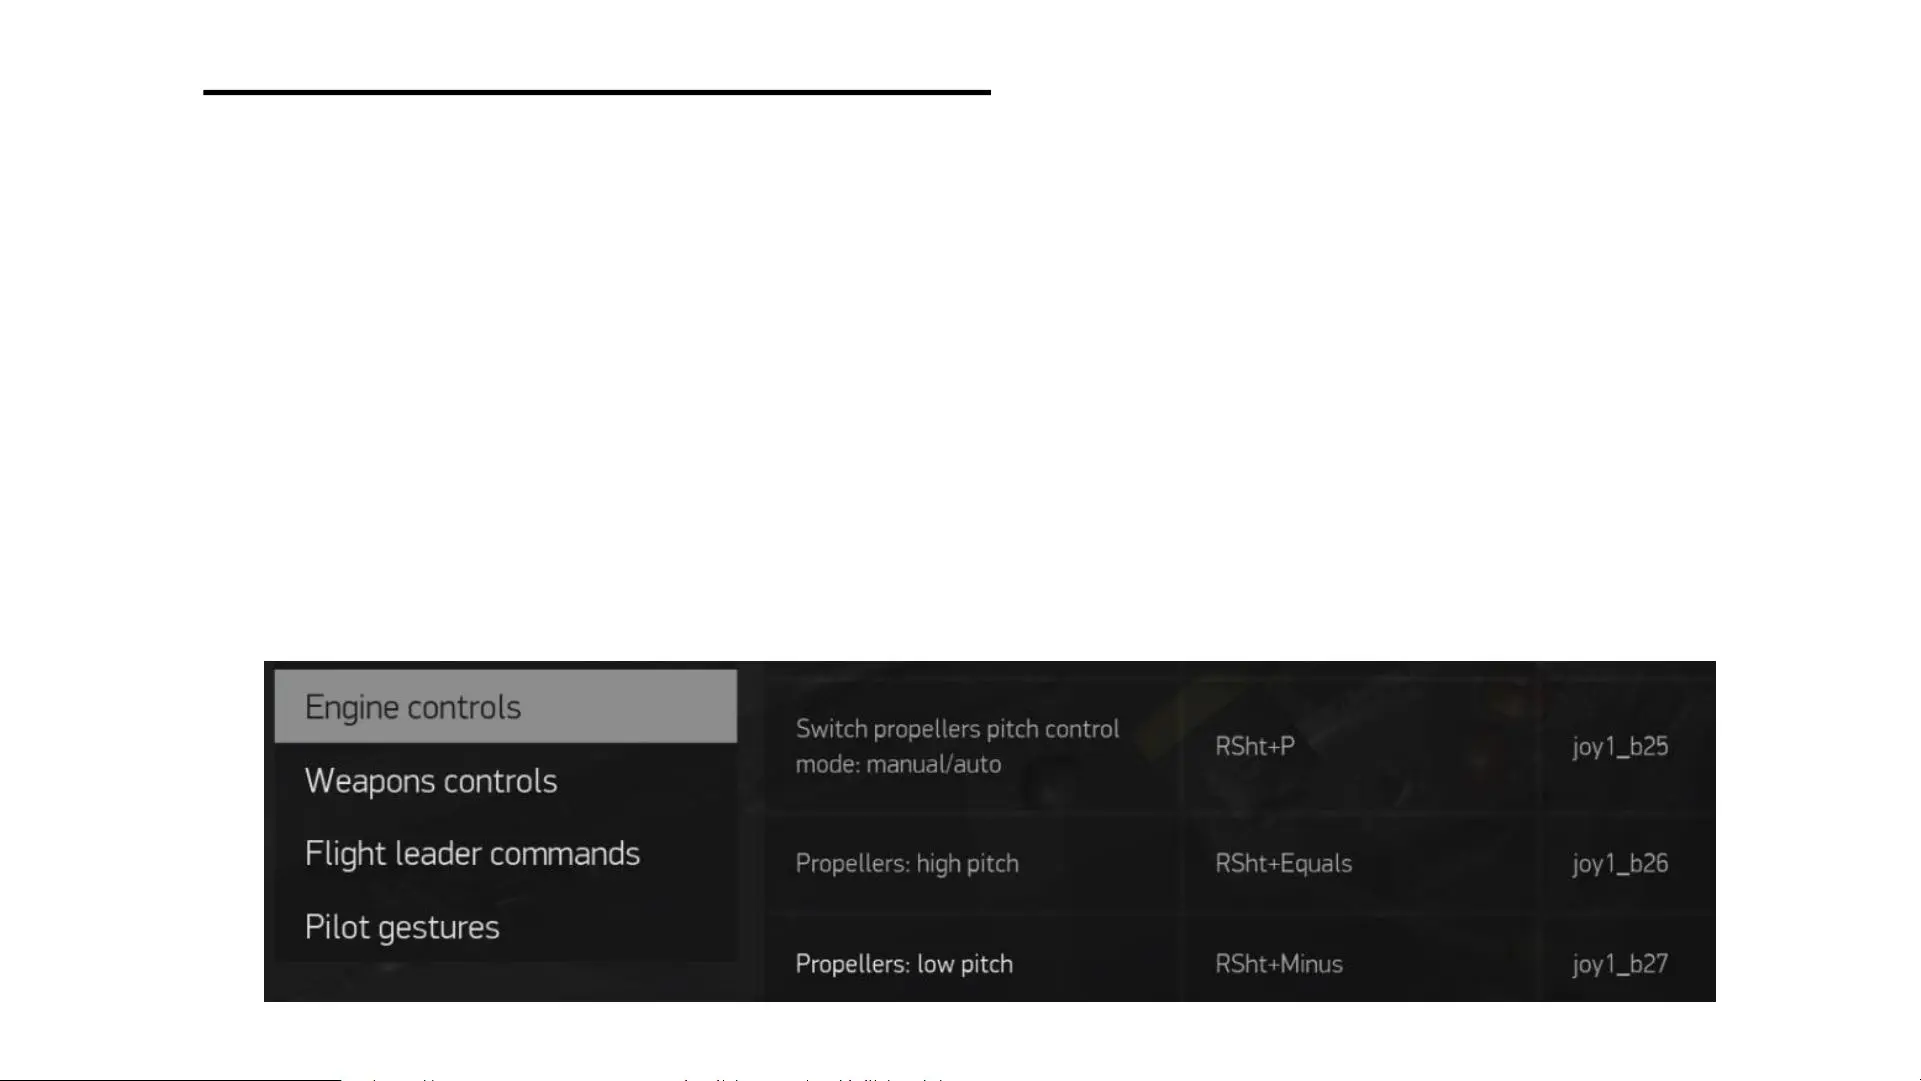 Engine controls
Weapons controls
Flight leader commands
Pilot gestures
Switch propellers pitch control
mode: manual/auto
RSht+P
joy1_b25
Propellers: high pitch
RSht+Equals
joy1_b26
Propellers: low pitch
RSht+Minus
joy1_b27